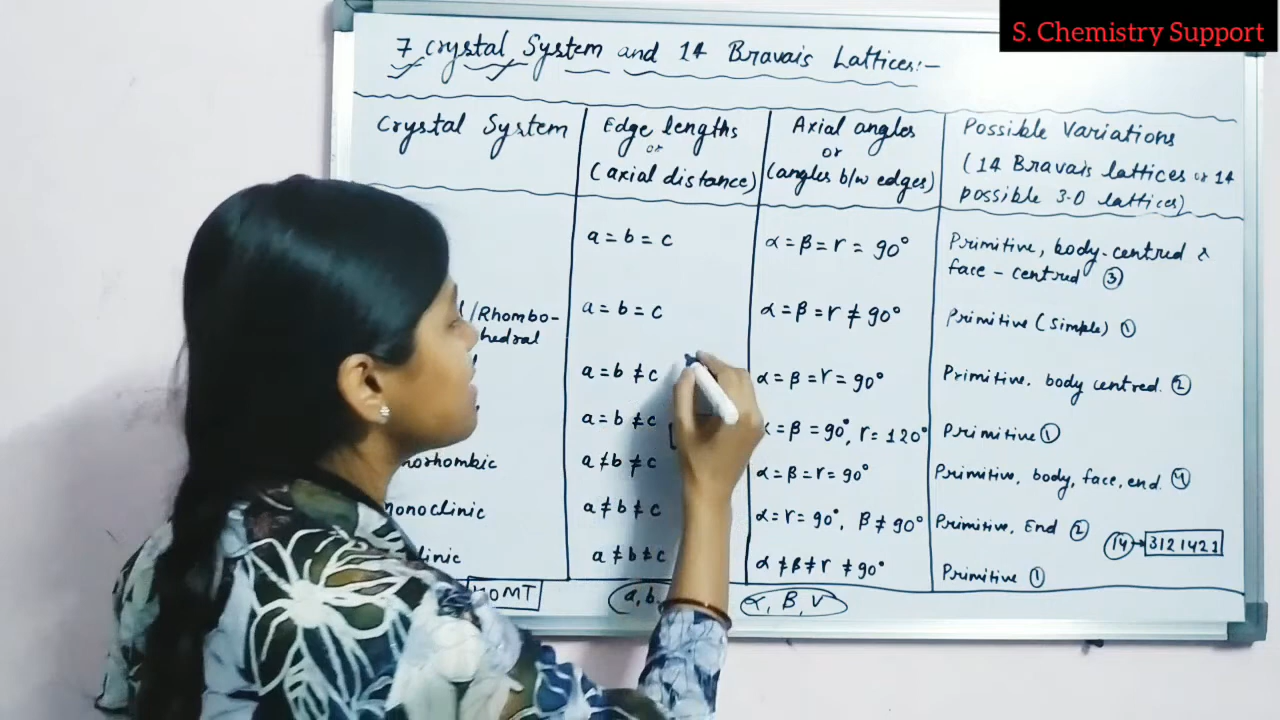 S. Chemistry Support
7 Crystal System and 14 Bravais Lattices:-
Crystal System
Edge lengths
or
(axial distance)
Axial angles
or
(angles b/w edges)
Possible Variations
(14 Bravais lattices or 14
possible 3-D lattices)
a = b = c
α = β = r = 90°
Primitive, body-centred &
face-centred ③
/Rhombo-
hedral
a = b = c
α = β = r ≠ 90°
Primitive (simple) ①
a = b ≠ c
α = β = r = 90°
Primitive, body centred. ②
a = b ≠ c
α = β = 90°, r = 120°
Primitive ①
norhombic
a ≠ b ≠ c
α = β = r = 90°
Primitive, body, face, end. ④
onoclinic
a ≠ b ≠ c
α = r = 90°, β ≠ 90°
Primitive, End ②
14 → 3121421
linic
a ≠ b ≠ c
α ≠ β ≠ r ≠ 90°
Primitive ①
HOMT
a, b,
α, β, r